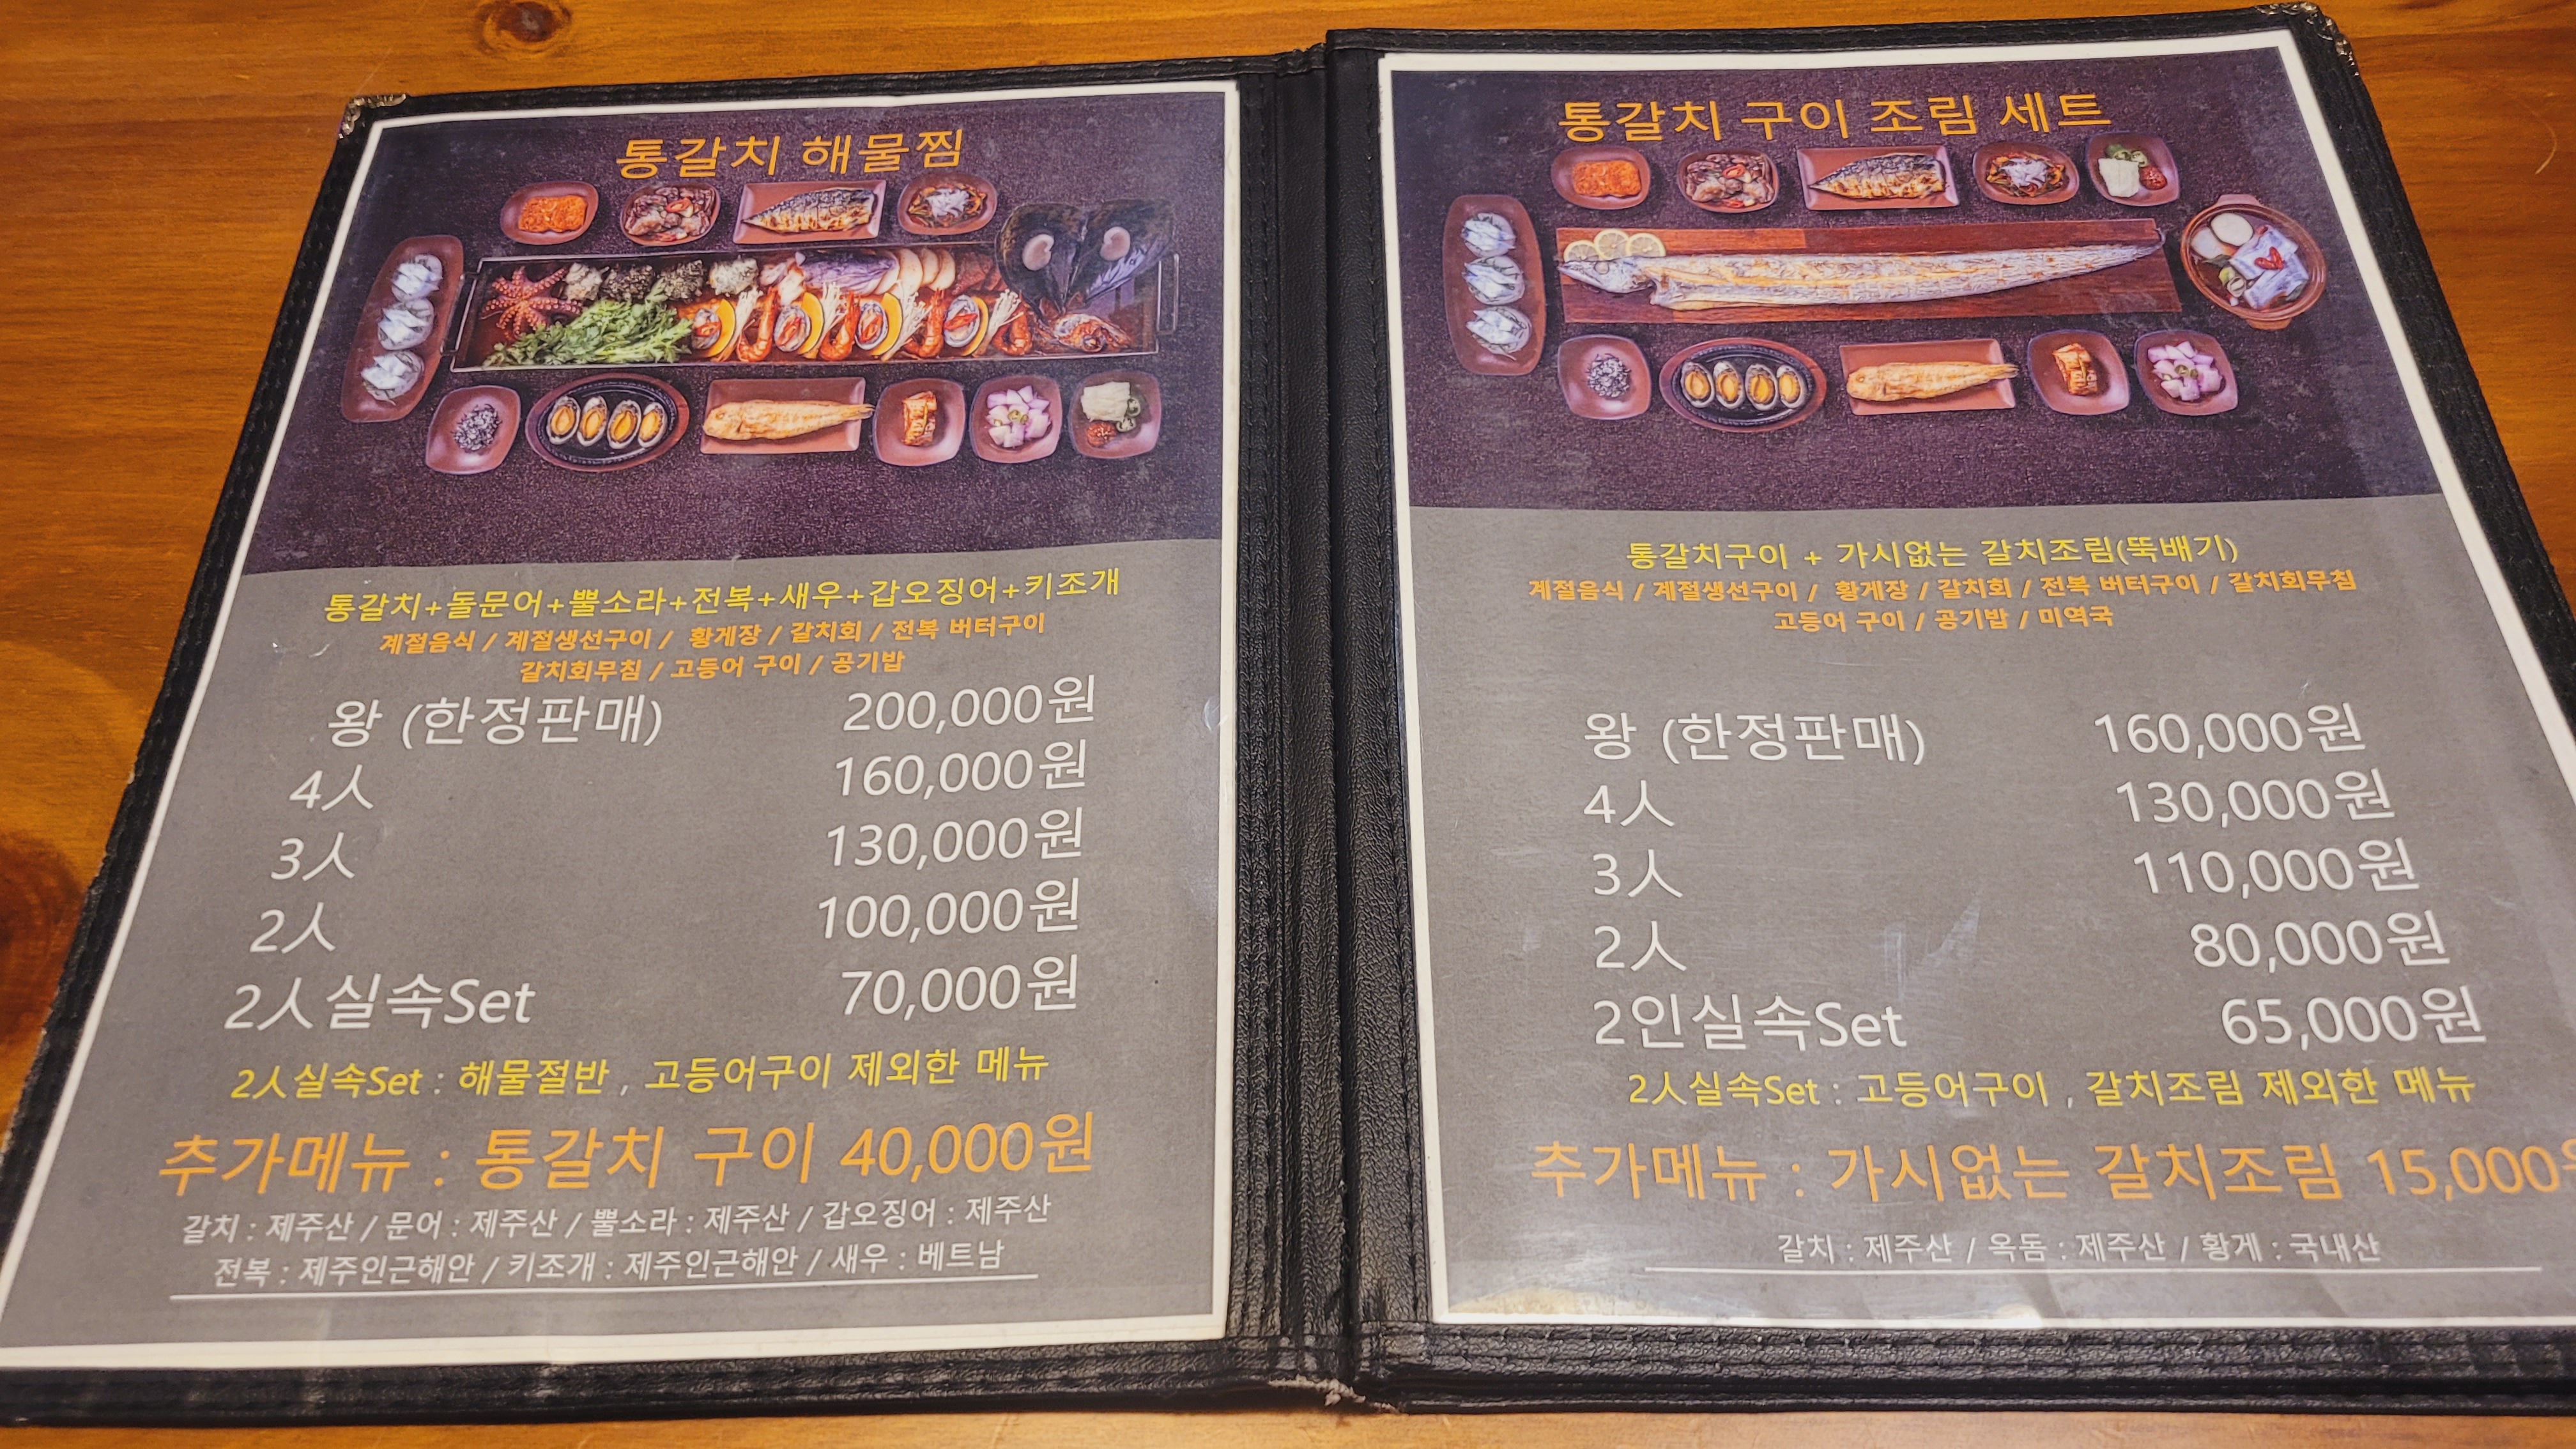 통갈치 해물찜
통갈치+돌문어+뿔소라+전복+새우+갑오징어+키조개
계절음식 / 계절생선구이 / 황게장 / 갈치회 / 전복 버터구이
갈치회무침 / 고등어 구이 / 공기밥
왕 (한정판매) 200,000원
4人 160,000원
3人 130,000원
2人 100,000원
2人실속Set 70,000원
2人실속Set : 해물절반 , 고등어구이 제외한 메뉴
추가메뉴 : 통갈치 구이 40,000원
갈치 : 제주산 / 문어 : 제주산 / 뿔소라 : 제주산 / 갑오징어 : 제주산
전복 : 제주인근해안 / 키조개 : 제주인근해안 / 새우 : 베트남
통갈치 구이 조림 세트
통갈치구이 + 가시없는 갈치조림(뚝배기)
계절음식 / 계절생선구이 / 황게장 / 갈치회 / 전복 버터구이 / 갈치회무침
고등어 구이 / 공기밥 / 미역국
왕 (한정판매) 160,000원
4人 130,000원
3人 110,000원
2人 80,000원
2인실속Set 65,000원
2人실속Set : 고등어구이 , 갈치조림 제외한 메뉴
추가메뉴 : 가시없는 갈치조림 15,000원
갈치 : 제주산 / 옥돔 : 제주산 / 황게 : 국내산